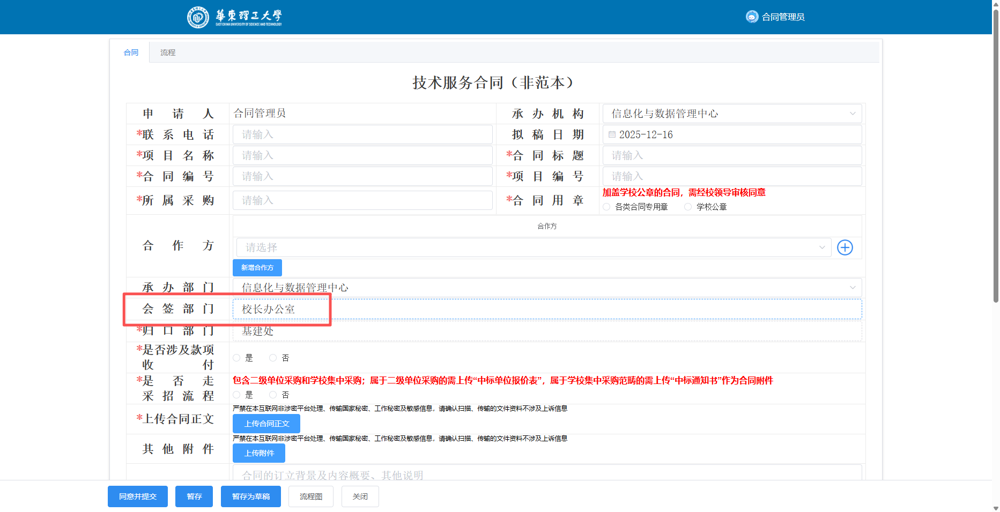 華東理工大學
EAST CHINA UNIVERSITY OF SCIENCE AND TECHNOLOGY
合同管理员
合同 流程
技术服务合同（非范本）
申请人 合同管理员 承办机构 信息化与数据管理中心
*联系电话 请输入 拟稿日期 2025-12-16
*项目名称 请输入 *合同标题 请输入
*合同编号 请输入 *项目编号 请输入
*所属采购 请输入 *合同用章 加盖学校公章的合同，需经校领导审核同意
各类合同专用章 学校公章
合作方
合作方 请选择
新增合作方
承办部门 信息化与数据管理中心
会签部门 校长办公室
*归口部门 基建处
*是否涉及款项收付 是 否
*是否走采招流程 包含二级单位采购和学校集中采购；属于二级单位采购的需上传“中标单位报价表”，属于学校集中采购范畴的需上传“中标通知书”作为合同附件
是 否
严禁在本互联网非涉密平台处理、传输国家秘密、工作秘密及敏感信息，请确认扫描、传输的文件资料不涉及上诉信息
*上传合同正文 上传合同正文
严禁在本互联网非涉密平台处理、传输国家秘密、工作秘密及敏感信息，请确认扫描、传输的文件资料不涉及上诉信息
其他附件 上传附件
合同的订立背景及内容概要、其他说明
同意并提交 暂存 暂存为草稿 流程图 关闭